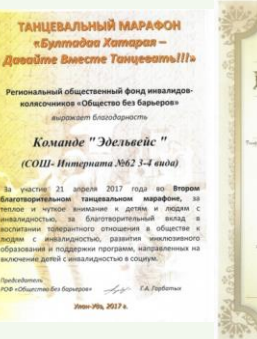 ТАНЦЕВАЛЬНЫЙ МАРАФОН
«Бултадаа Хатарая –
Давайте Вместе Танцевать!!!»
Региональный общественный фонд инвалидов-
колясочников «Общество без барьеров»
выражает благодарность
Команде "Эдельвейс "
(СОШ- Интерната №62 3-4 вида)
За участие 21 апреля 2017 года во Втором
благотворительном танцевальном марафоне, за
теплое и чуткое внимание к детям и людям с
инвалидностью, за благотворительный вклад в
воспитании толерантного отношения в обществе к
людям с инвалидностью, развития инклюзивного
образования и поддержки программ, направленных на
включение детей с инвалидностью в социум.
Председатель
РОФ «Общество без барьеров» Г.А. Горбатых
Улан-Удэ, 2017 г.